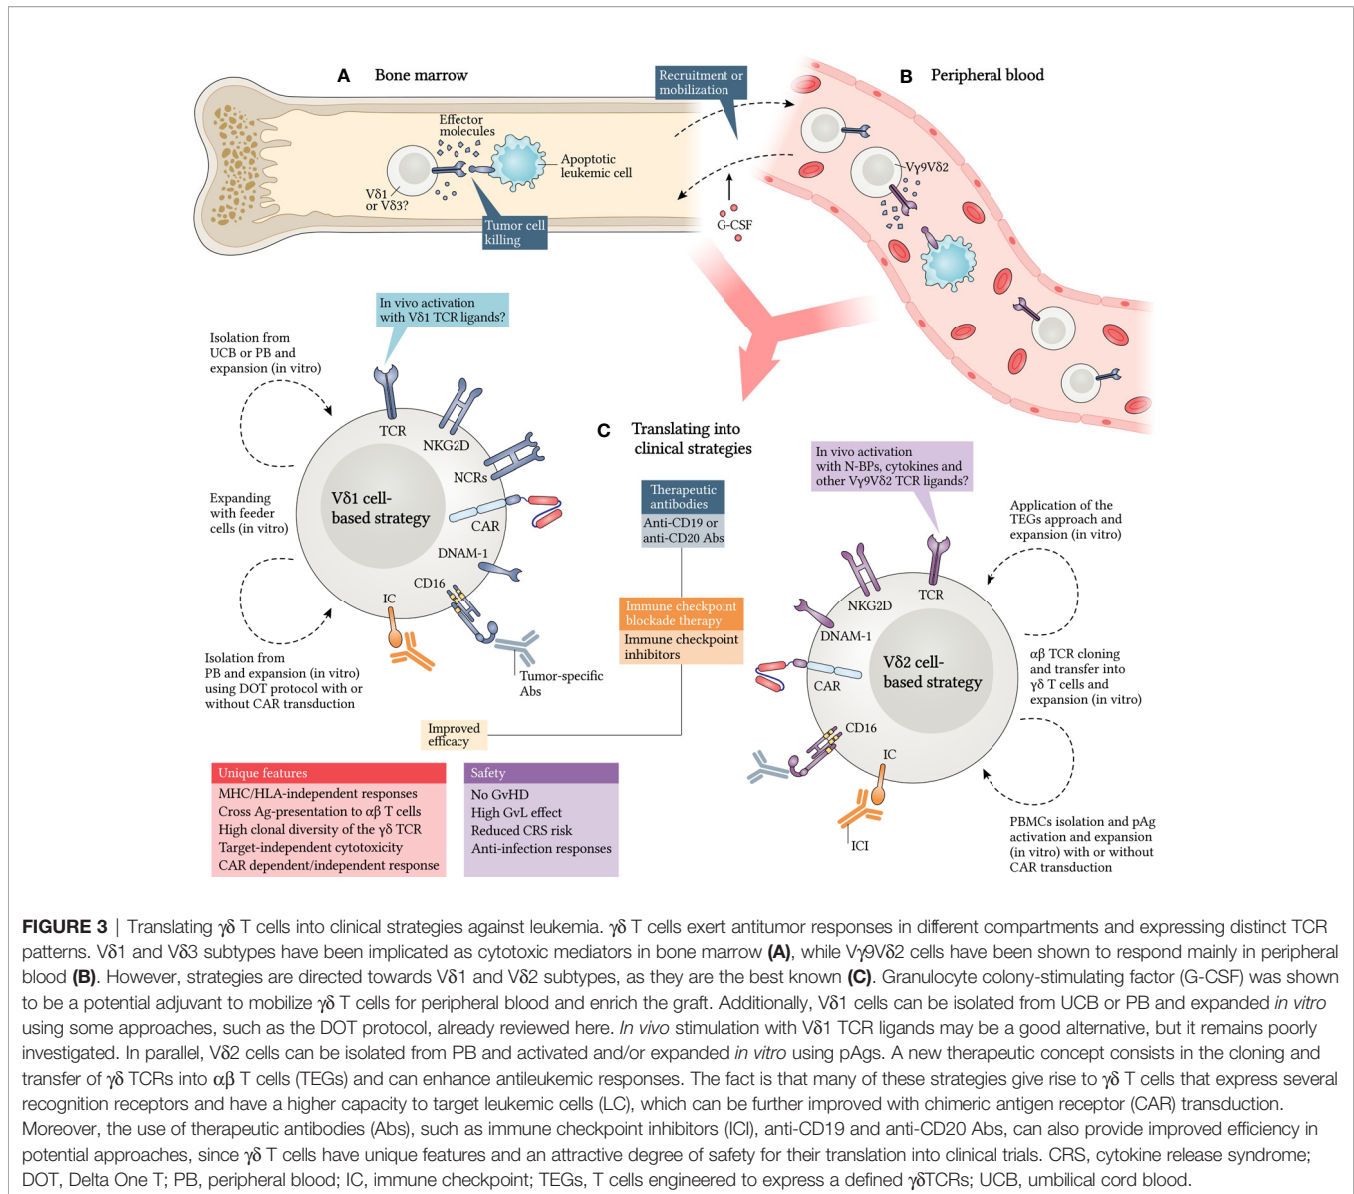 A Bone marrow
Recruitment or
mobilization
B Peripheral blood
Effector
molecules
Apoptotic
leukemic cell
Vδ1
or Vδ3?
Tumor cell
killing
G-CSF
Vγ9Vδ2
In vivo activation
with Vδ1 TCR ligands?
Isolation from
UCB or PB and
expansion (in vitro)
TCR
NKG2D
NCRs
Expanding
with feeder
cells (in vitro)
Vδ1 cell-
based strategy
CAR
DNAM-1
CD16
IC
Isolation from
PB and expansion (in vitro)
using DOT protocol with or
without CAR transduction
Tumor-specific
Abs
C Translating into
clinical strategies
Therapeutic
antibodies
Anti-CD19 or
anti-CD20 Abs
Immune checkpoint
blockade therapy
Immune checkpoint
inhibitors
Improved
efficacy
In vivo activation
with N-BPs, cytokines and
other Vγ9Vδ2 TCR ligands?
Application of the
TEGs approach and
expansion (in vitro)
TCR
NKG2D
DNAM-1
CAR
Vδ2 cell-
based strategy
αβ TCR cloning
and transfer into
γδ T cells and
expansion (in vitro)
CD16
IC
ICI
PBMCs isolation and pAg
activation and expansion
(in vitro) with or without
CAR transduction
Unique features
MHC/HLA-independent responses
Cross Ag-presentation to αβ T cells
High clonal diversity of the γδ TCR
Target-independent cytotoxicity
CAR dependent/independent response
Safety
No GvHD
High GvL effect
Reduced CRS risk
Anti-infection responses
FIGURE 3 | Translating γδ T cells into clinical strategies against leukemia. γδ T cells exert antitumor responses in different compartments and expressing distinct TCR
patterns. Vδ1 and Vδ3 subtypes have been implicated as cytotoxic mediators in bone marrow (A), while Vγ9Vδ2 cells have been shown to respond mainly in peripheral
blood (B). However, strategies are directed towards Vδ1 and Vδ2 subtypes, as they are the best known (C). Granulocyte colony-stimulating factor (G-CSF) was shown
to be a potential adjuvant to mobilize γδ T cells for peripheral blood and enrich the graft. Additionally, Vδ1 cells can be isolated from UCB or PB and expanded in vitro
using some approaches, such as the DOT protocol, already reviewed here. In vivo stimulation with Vδ1 TCR ligands may be a good alternative, but it remains poorly
investigated. In parallel, Vδ2 cells can be isolated from PB and activated and/or expanded in vitro using pAgs. A new therapeutic concept consists in the cloning and
transfer of γδ TCRs into αβ T cells (TEGs) and can enhance antileukemic responses. The fact is that many of these strategies give rise to γδ T cells that express several
recognition receptors and have a higher capacity to target leukemic cells (LC), which can be further improved with chimeric antigen receptor (CAR) transduction.
Moreover, the use of therapeutic antibodies (Abs), such as immune checkpoint inhibitors (ICI), anti-CD19 and anti-CD20 Abs, can also provide improved efficiency in
potential approaches, since γδ T cells have unique features and an attractive degree of safety for their translation into clinical trials. CRS, cytokine release syndrome;
DOT, Delta One T; PB, peripheral blood; IC, immune checkpoint; TEGs, T cells engineered to express a defined γδTCRs; UCB, umbilical cord blood.